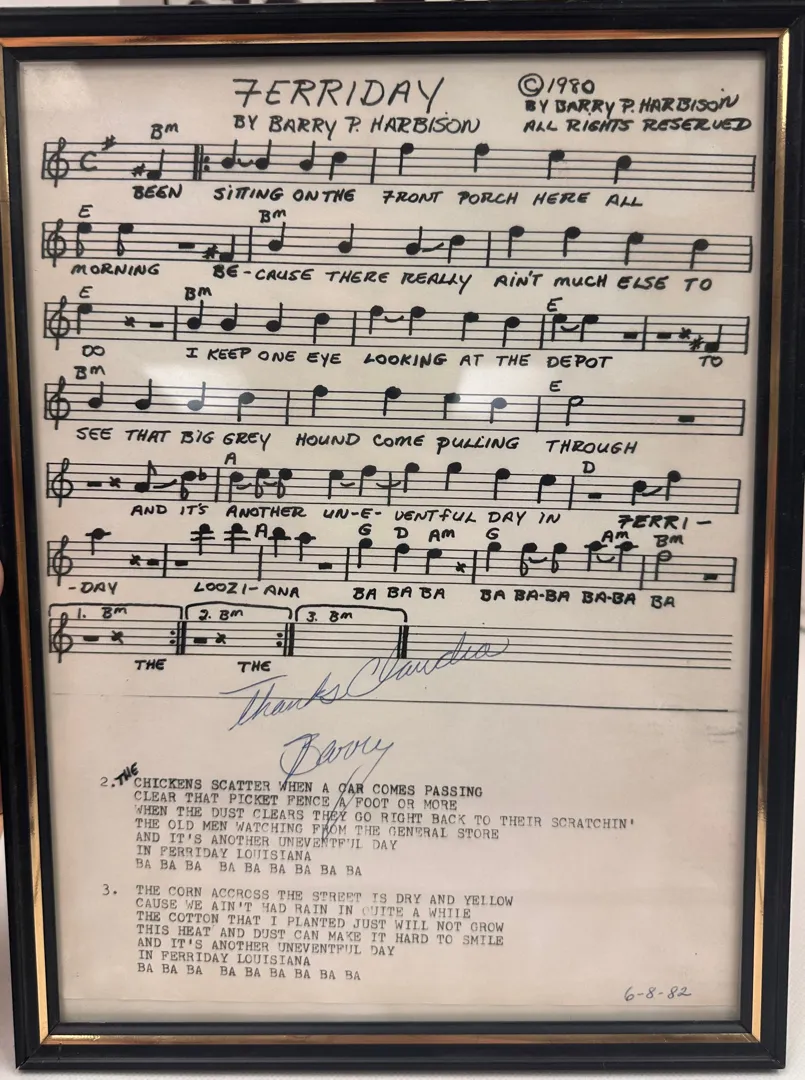 FERRIDAY
©1980
BY BARRY P. HARBISON
BY BARRY P. HARBISON
ALL RIGHTS RESERVED
Bm
BEEN SITTING ON THE FRONT PORCH HERE ALL
E Bm
MORNING BE-CAUSE THERE REALLY AIN'T MUCH ELSE TO
E Bm E
DO I KEEP ONE EYE LOOKING AT THE DEPOT TO
Bm E
SEE THAT BIG GREY HOUND COME PULLING THROUGH
A D
AND IT'S ANOTHER UN-E- VENTFUL DAY IN FERRI-
A G D Am G Am Bm
-DAY LOOZI-ANA BA BA BA BA BA-BA BA-BA BA
1. Bm 2. Bm 3. Bm
THE THE
Thanks Claudia
Barry
2. THE CHICKENS SCATTER WHEN A CAR COMES PASSING
CLEAR THAT PICKET FENCE A FOOT OR MORE
WHEN THE DUST CLEARS THEY GO RIGHT BACK TO THEIR SCRATCHIN'
THE OLD MEN WATCHING FROM THE GENERAL STORE
AND IT'S ANOTHER UNEVENTFUL DAY
IN FERRIDAY LOUISIANA
BA BA BA BA BA BA BA BA BA
3. THE CORN ACCROSS THE STREET IS DRY AND YELLOW
CAUSE WE AIN'T HAD RAIN IN QUITE A WHILE
THE COTTON THAT I PLANTED JUST WILL NOT GROW
THIS HEAT AND DUST CAN MAKE IT HARD TO SMILE
AND IT'S ANOTHER UNEVENTFUL DAY
IN FERRIDAY LOUISIANA
BA BA BA BA BA BA BA BA BA
6-8-82